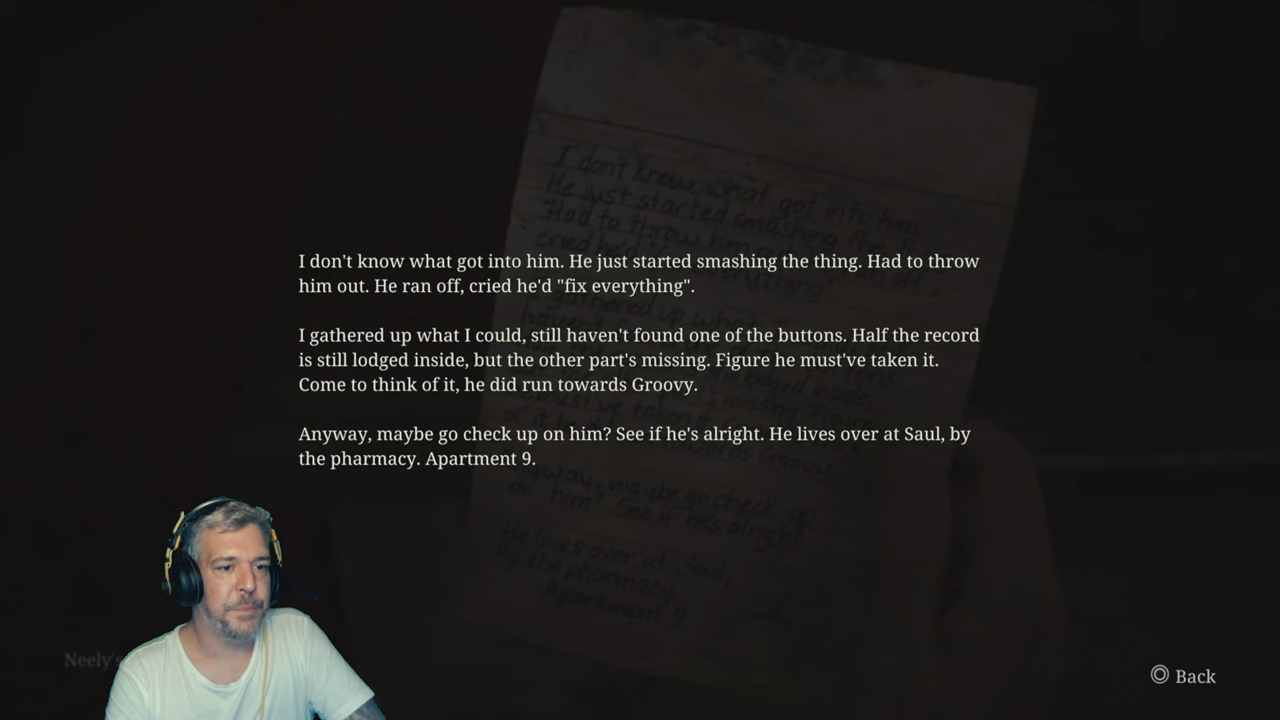 I don't know what got into him. He just started smashing the thing. Had to throw
him out. He ran off, cried he'd "fix everything".
I gathered up what I could, still haven't found one of the buttons. Half the record
is still lodged inside, but the other part's missing. Figure he must've taken it.
Come to think of it, he did run towards Groovy.
Anyway, maybe go check up on him? See if he's alright. He lives over at Saul, by
the pharmacy. Apartment 9.
Neely's
Back